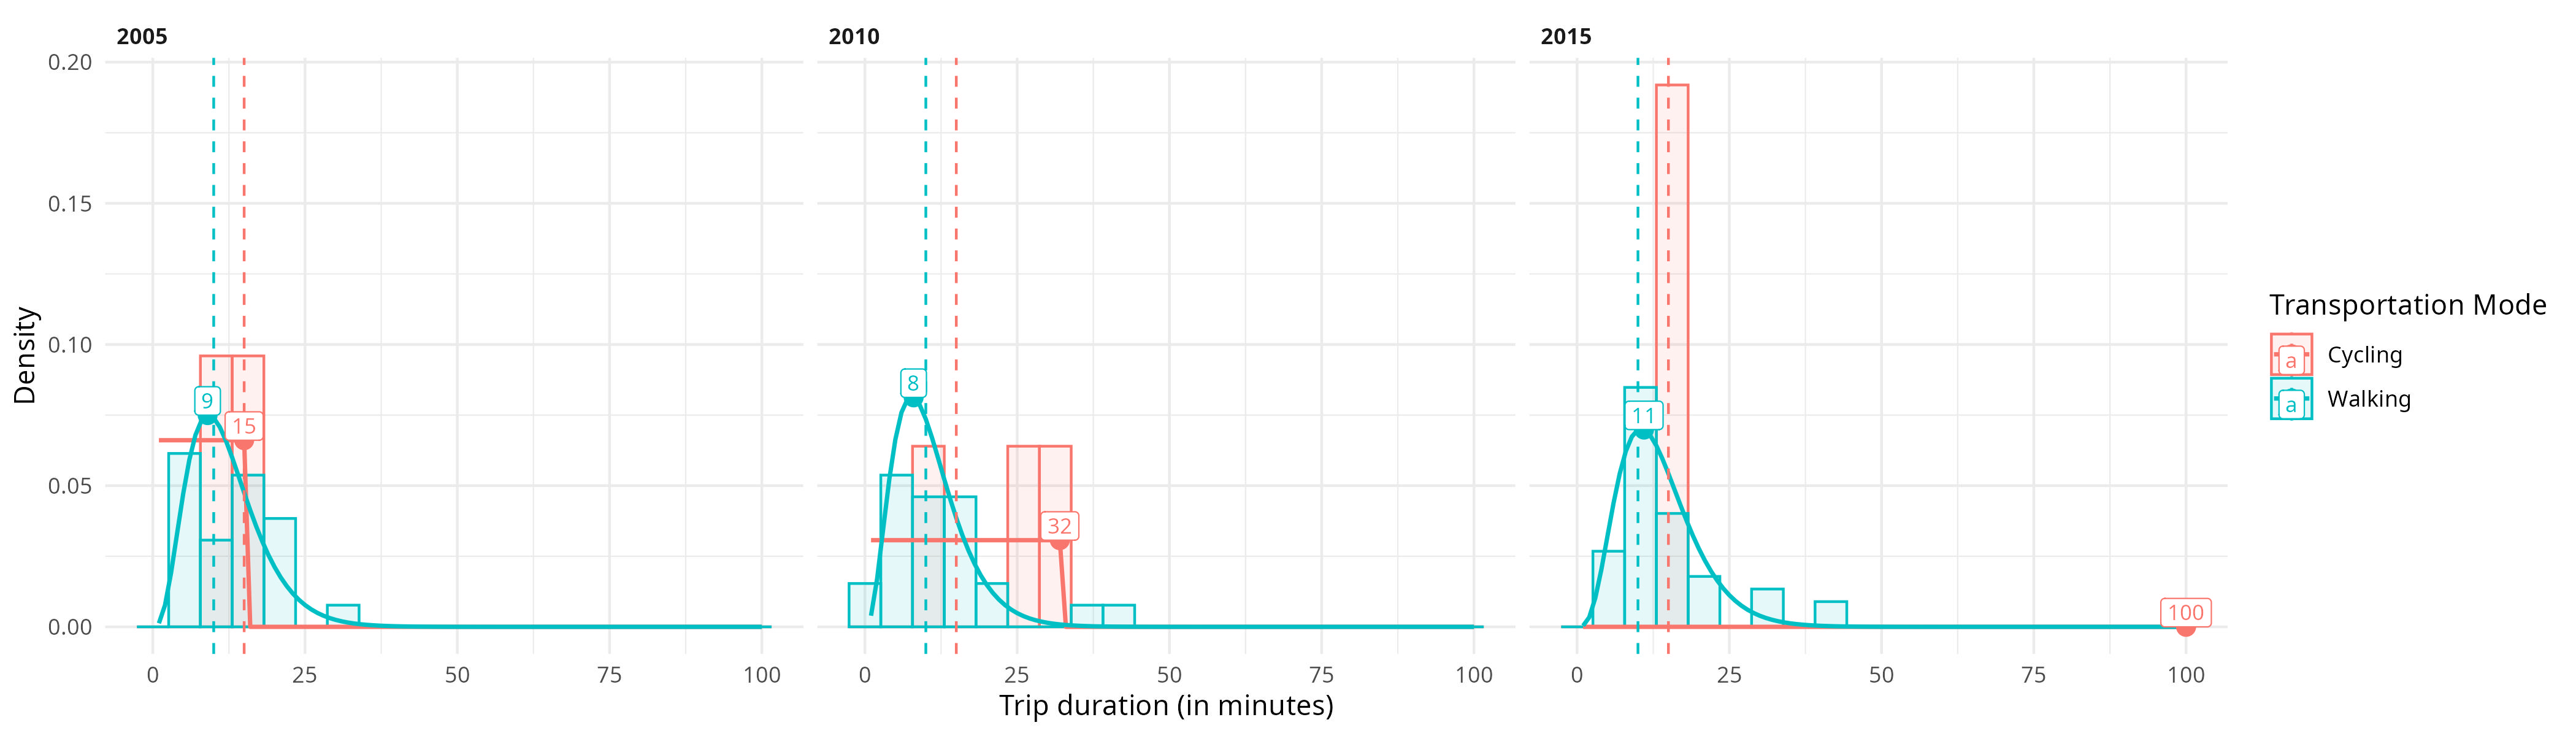 2005
2010
2015
0.20
0.15
0.10
0.05
0.00
Density
9
15
8
32
11
100
0 25 50 75 100
0 25 50 75 100
0 25 50 75 100
Trip duration (in minutes)
Transportation Mode
a Cycling
a Walking